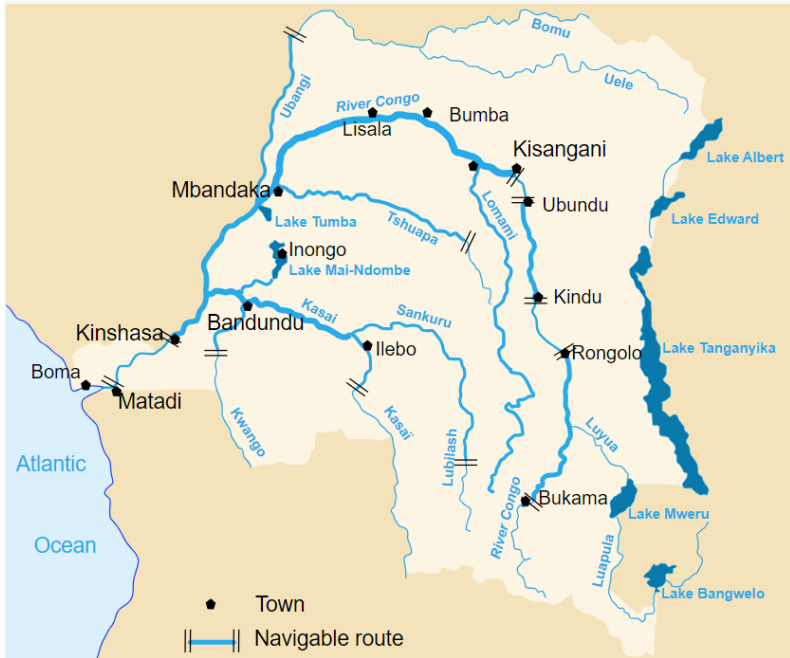 Bomu
Uele
Ubangi
River Congo
Lisala
Bumba
Kisangani
Lake Albert
Mbandaka
Ubundu
Lomami
Lake Tumba
Tshuapa
Lake Edward
Inongo
Lake Mai-Ndombe
Kindu
Kasai
Sankuru
Bandundu
Kinshasa
Ilebo
Rongolo
Lake Tanganyika
Boma
Matadi
Kwango
Kasaï
Lubilash
Luyua
Atlantic
Ocean
River Congo
Bukama
Lake Mweru
Luapula
Lake Bangwelo
Town
Navigable route